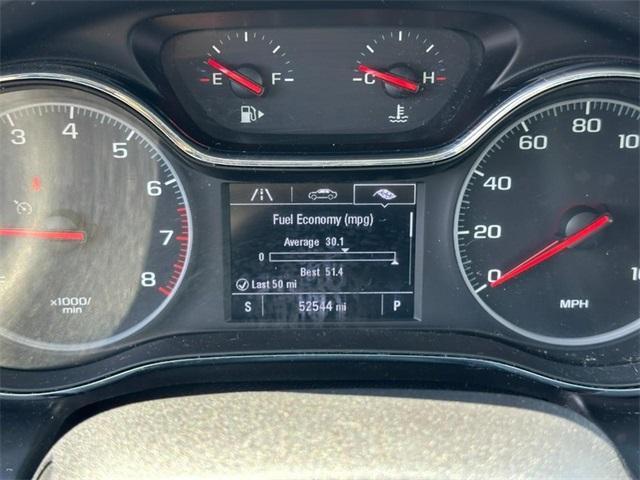 E F
C H
3 4 5 6 7 8
x1000/
min
Fuel Economy (mpg)
Average 30.1
0
Best 51.4
Last 50 mi
S 52544 mi P
0 20 40 60 80 100
MPH